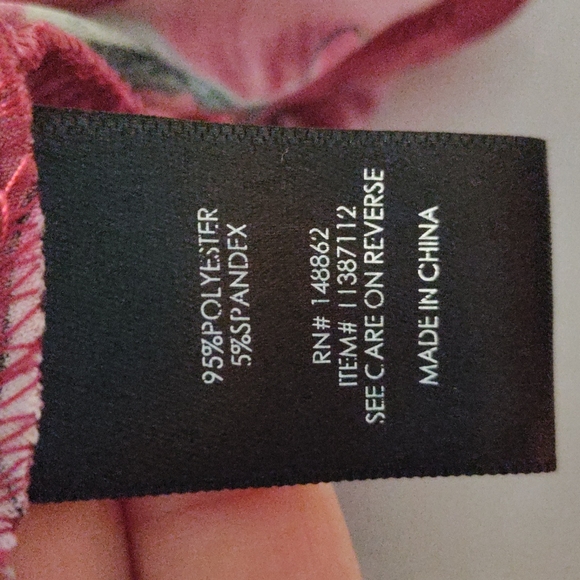 95%POLYESTER
5%SPANDEX
RN# 148862
ITEM# 11387112
SEE CARE ON REVERSE
MADE IN CHINA